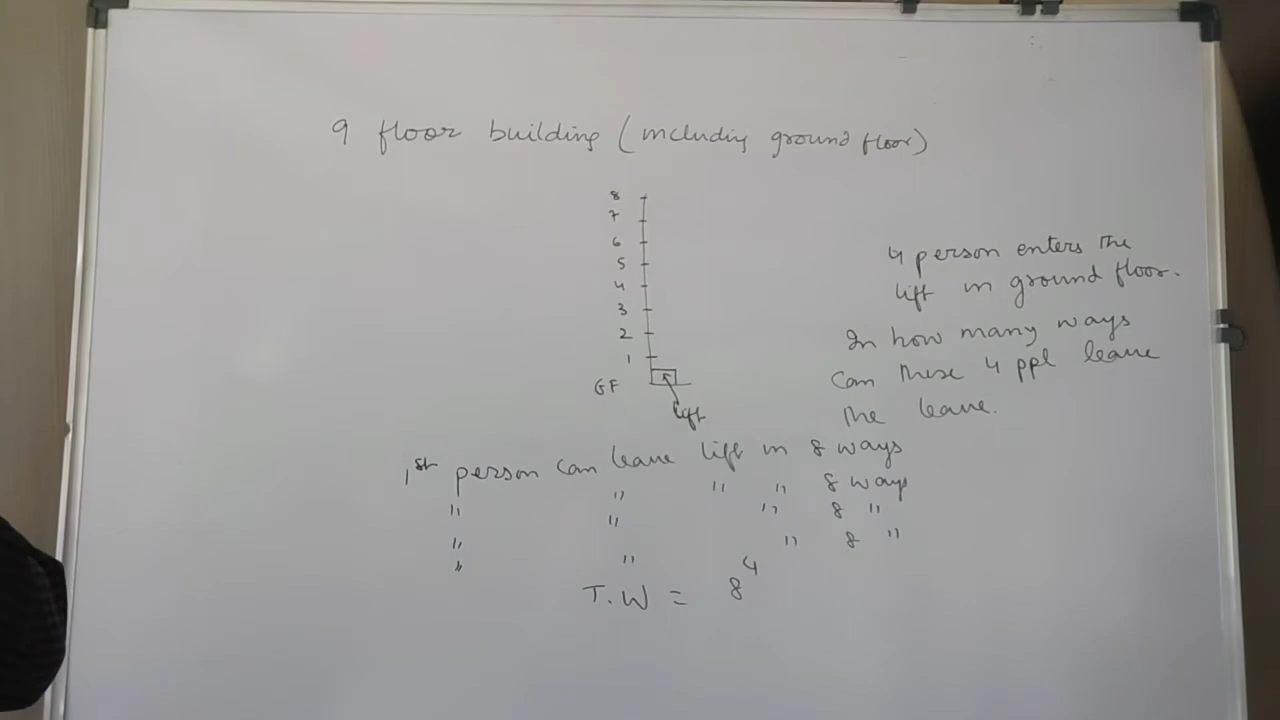 9 floor building (including ground floor)
8
7
6
5
4
3
2
1
GF
lift
4 person enters the
lift in ground floor.
In how many ways
can these 4 ppl leave
the leave.
1st person can leave lift in 8 ways
" " " " 8 ways
" " " 8 "
" " " 8 "
T.W = 8^4